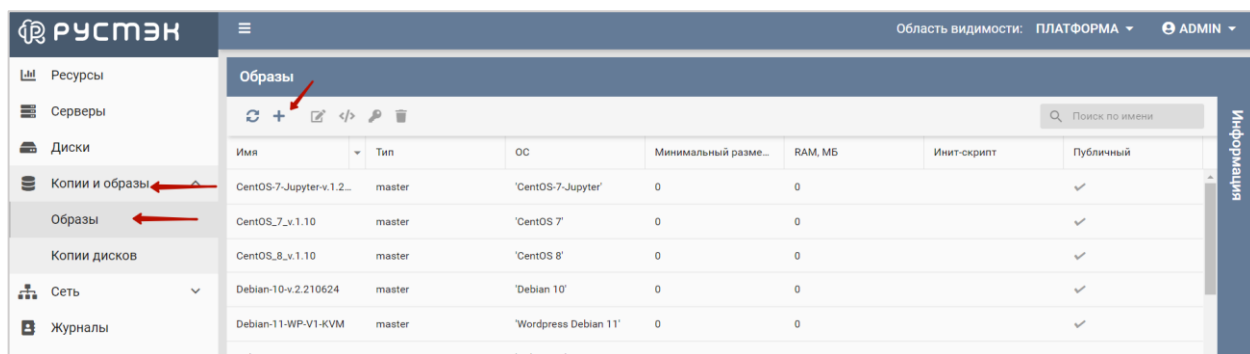 РУСТЭК
Область видимости: ПЛАТФОРМА ADMIN
Ресурсы
Серверы
Диски
Копии и образы
Образы
Копии дисков
Сеть
Журналы
Образы
Поиск по имени
Имя Тип ОС Минимальный разме... RAM, МБ Инит-скрипт Публичный
CentOS-7-Jupyter-v.1.2... master 'CentOS-7-Jupyter' 0 0
CentOS_7_v.1.10 master 'CentOS 7' 0 0
CentOS_8_v.1.10 master 'CentOS 8' 0 0
Debian-10-v.2.210624 master 'Debian 10' 0 0
Debian-11-WP-V1-KVM master 'Wordpress Debian 11' 0 0
Информация